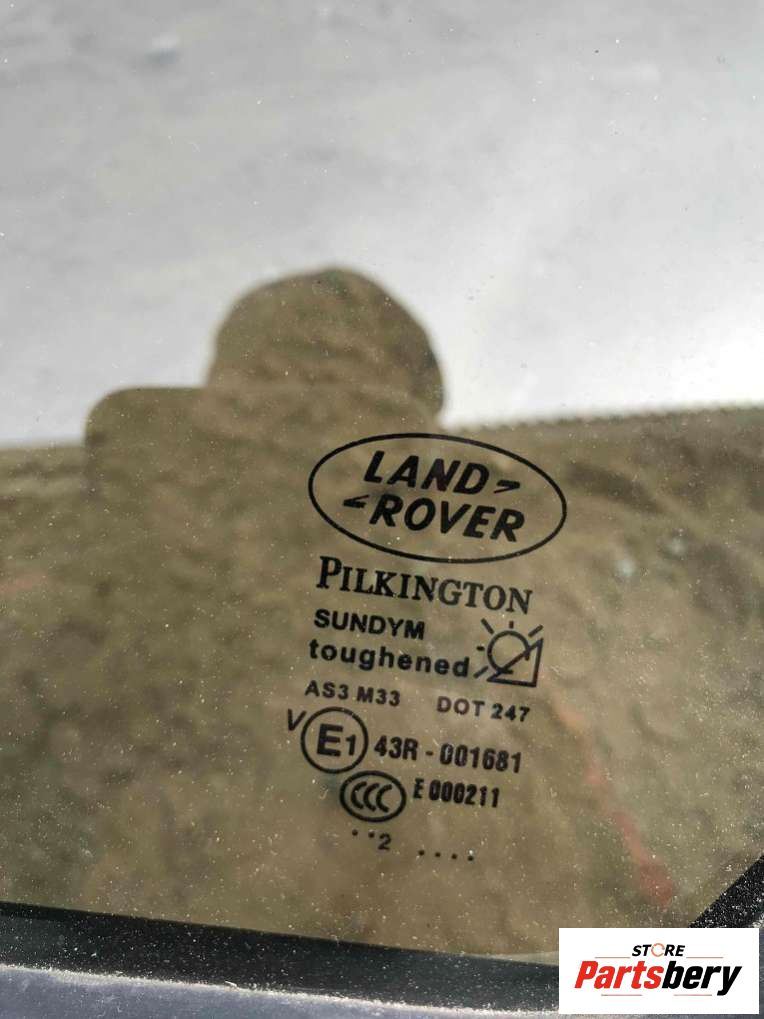 LAND
ROVER
PILKINGTON
SUNDYM
toughened
AS3 M33 DOT 247
V E1 43R - 001681
CCC E 000211
..2 ....
STORE
Partsbery